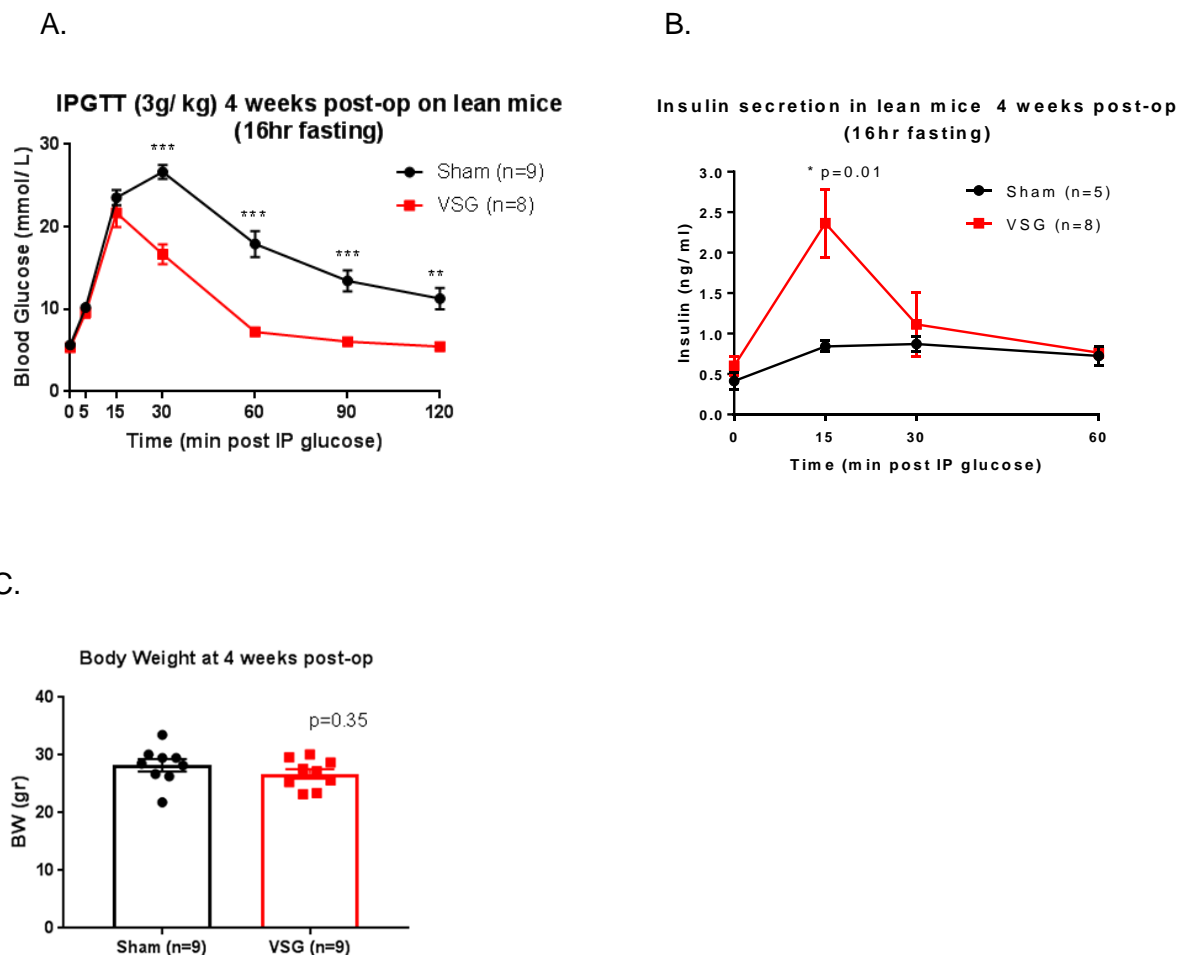 A.
IPGTT (3g/ kg) 4 weeks post-op on lean mice
(16hr fasting)
Blood Glucose (mmol/ L)
30
20
10
0
***
***
***
**
Sham (n=9)
VSG (n=8)
0 5 15 30 60 90 120
Time (min post IP glucose)
B.
Insulin secretion in lean mice 4 weeks post-op
(16hr fasting)
Insulin (ng/ ml)
3.0
2.5
2.0
1.5
1.0
0.5
0.0
* p=0.01
Sham (n=5)
VSG (n=8)
0 15 30 60
Time (min post IP glucose)
C.
Body Weight at 4 weeks post-op
BW (gr)
40
30
20
10
0
p=0.35
Sham (n=9) VSG (n=9)